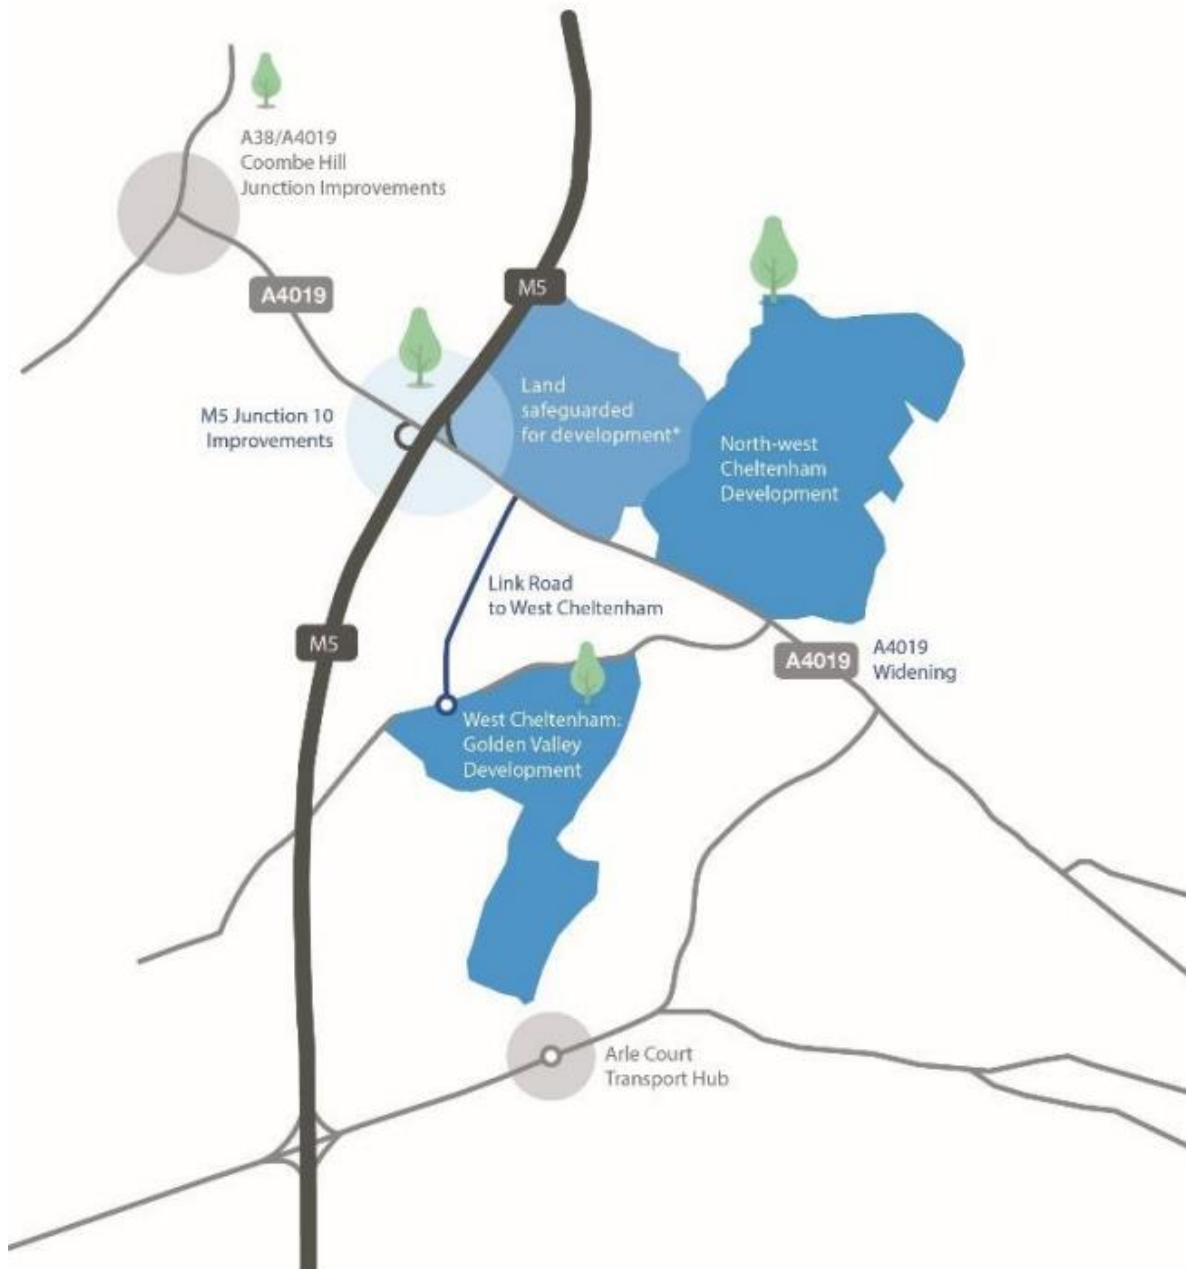 A38/A4019
Coombe Hill
Junction Improvements
A4019
M5
Land
safeguarded
for development*
M5 Junction 10
Improvements
North-west
Cheltenham
Development
Link Road
to West Cheltenham
M5
A4019
A4019
Widening
West Cheltenham:
Golden Valley
Development
Arle Court
Transport Hub